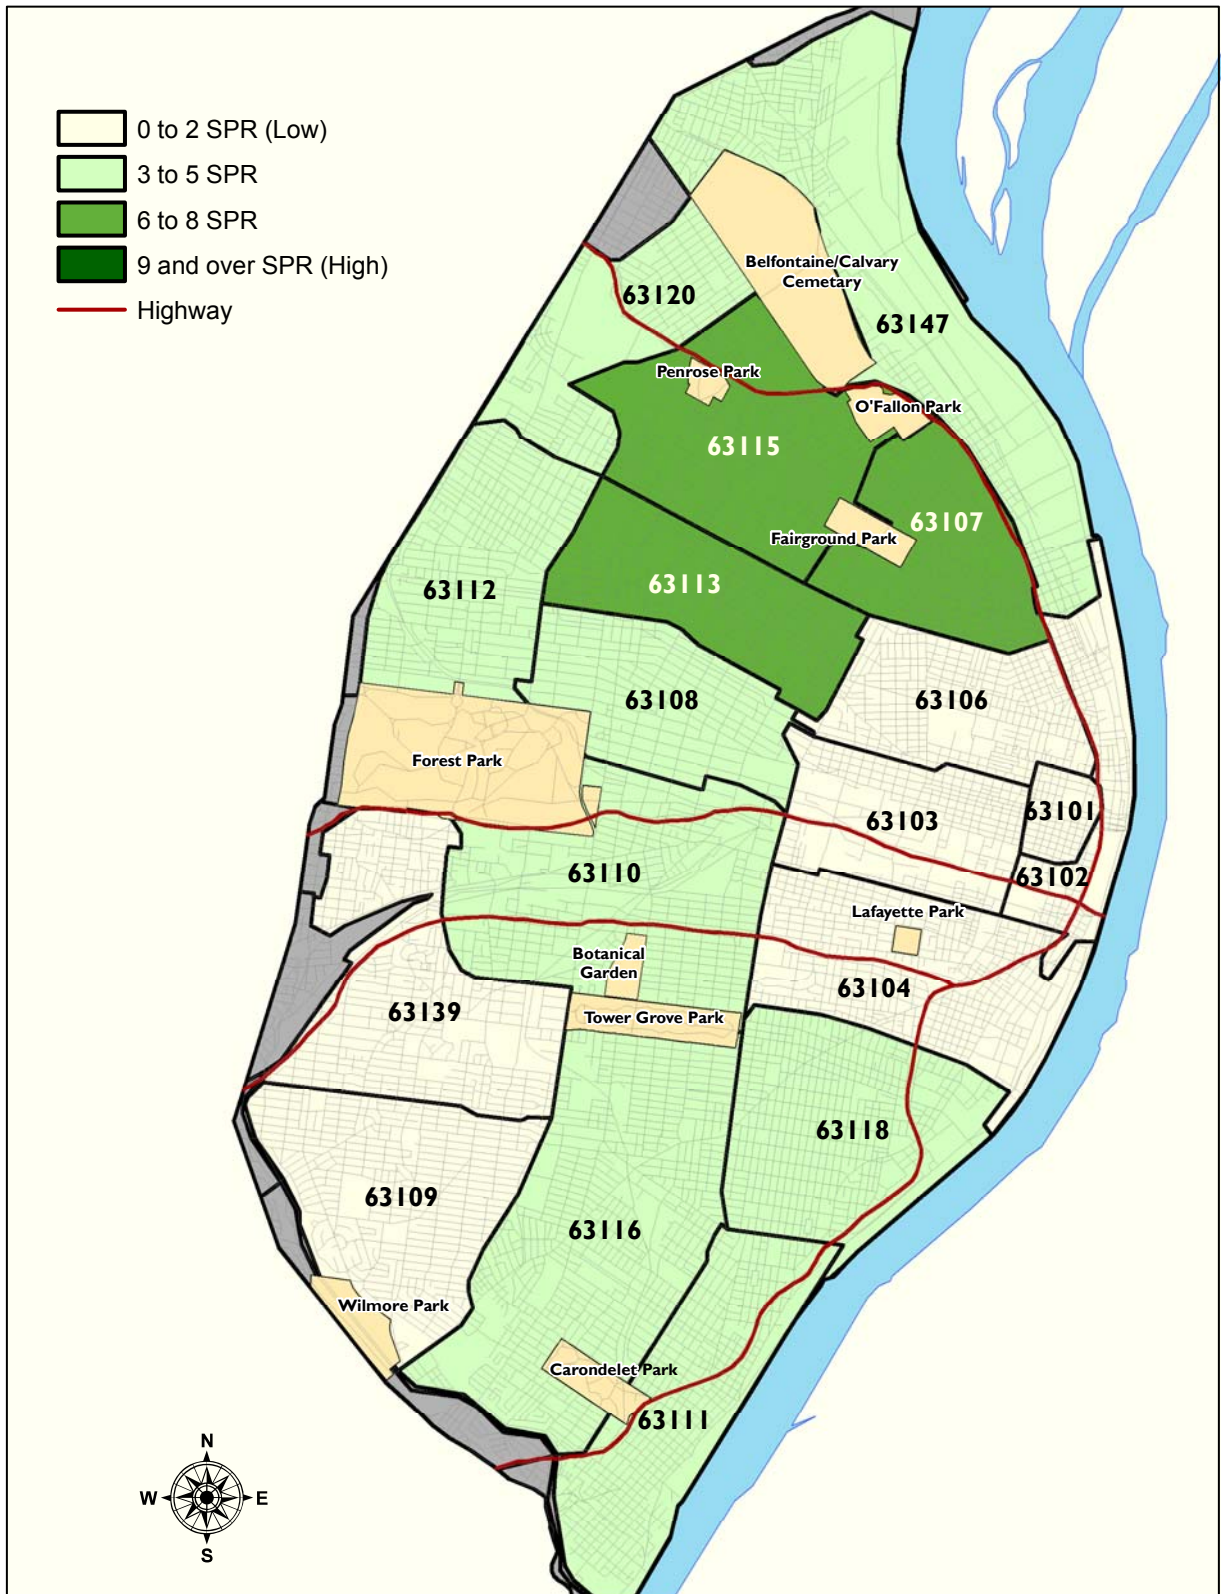 0 to 2 SPR (Low)
3 to 5 SPR
6 to 8 SPR
9 and over SPR (High)
Highway
Belfontaine/Calvary
Cemetary
63120
63147
Penrose Park
O'Fallon Park
63115
63107
Fairground Park
63113
63112
63108
63106
Forest Park
63101
63103
63110
63102
Lafayette Park
Botanical
Garden
63104
63139
Tower Grove Park
63118
63109
63116
Wilmore Park
Carondelet Park
63111
N
W
E
S